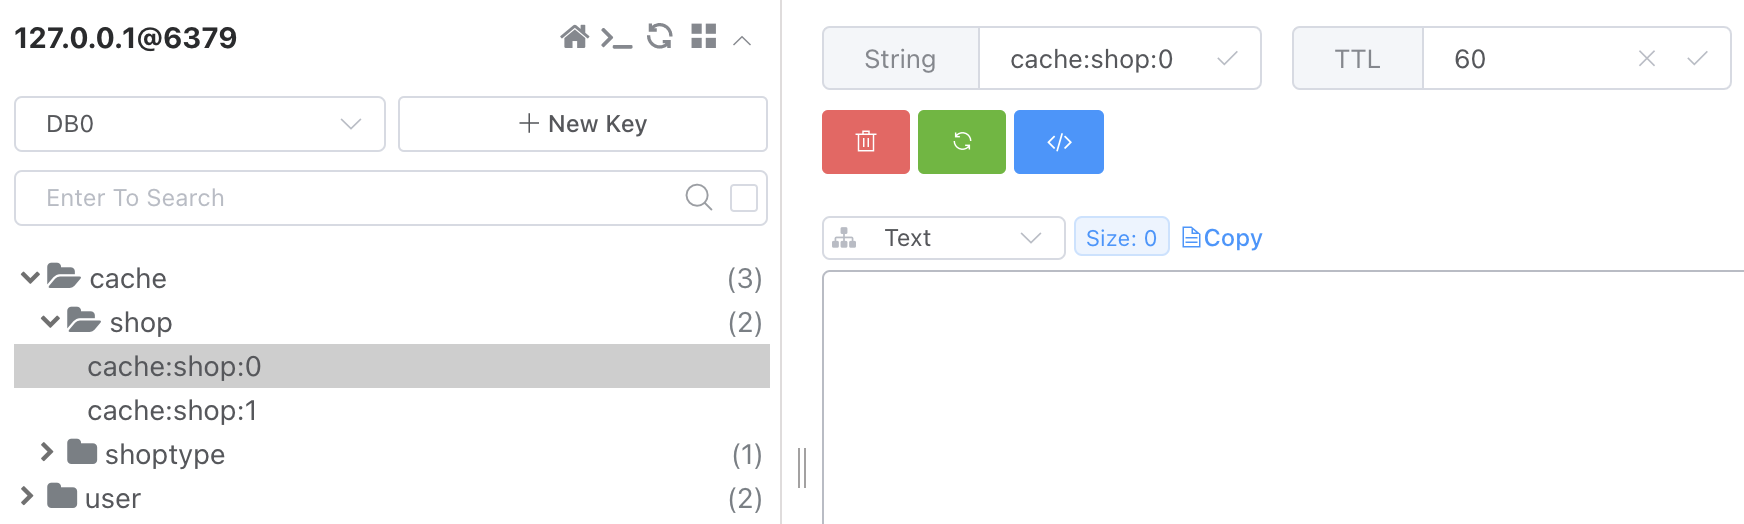 127.0.0.1@6379
DB0
New Key
Enter To Search
cache (3)
shop (2)
cache:shop:0
cache:shop:1
shoptype (1)
user (2)
String cache:shop:0 TTL 60
Text Size: 0 Copy